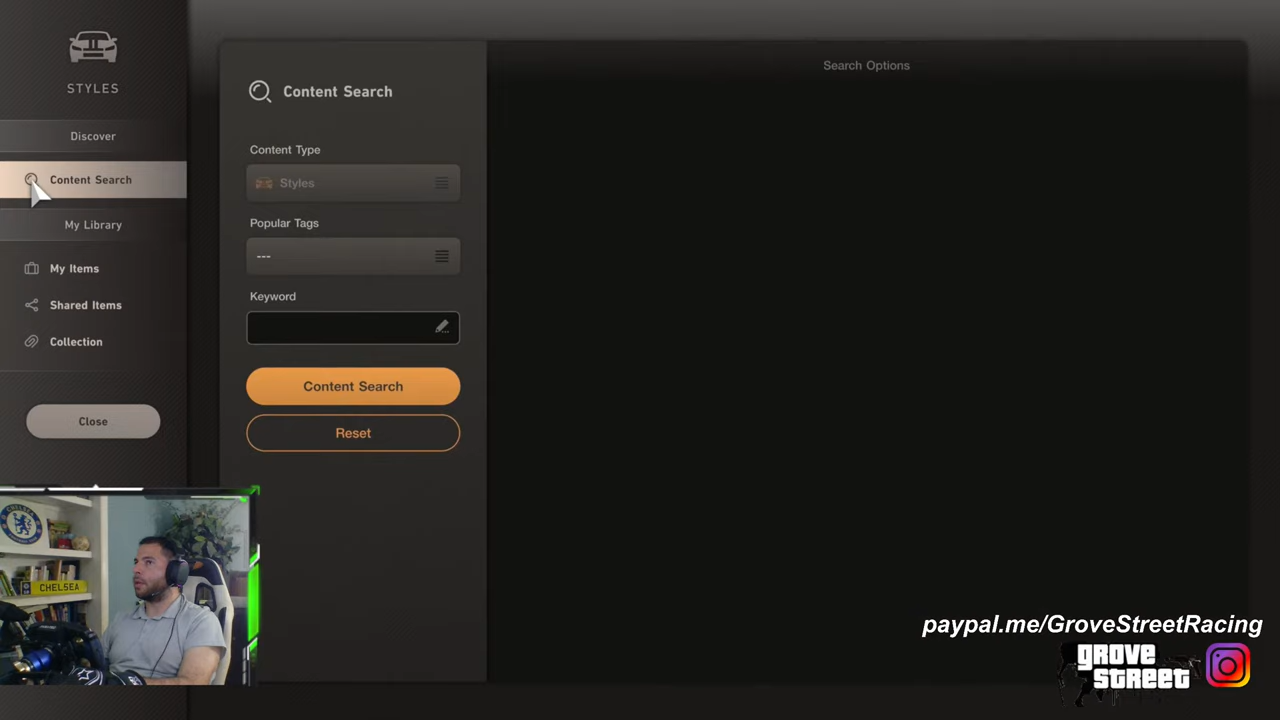 STYLES
Discover
Content Search
My Library
My Items
Shared Items
Collection
Close
Content Search
Content Type
Styles
Popular Tags
---
Keyword
Content Search
Reset
Search Options
CHELSEA
paypal.me/GroveStreetRacing
grove
street